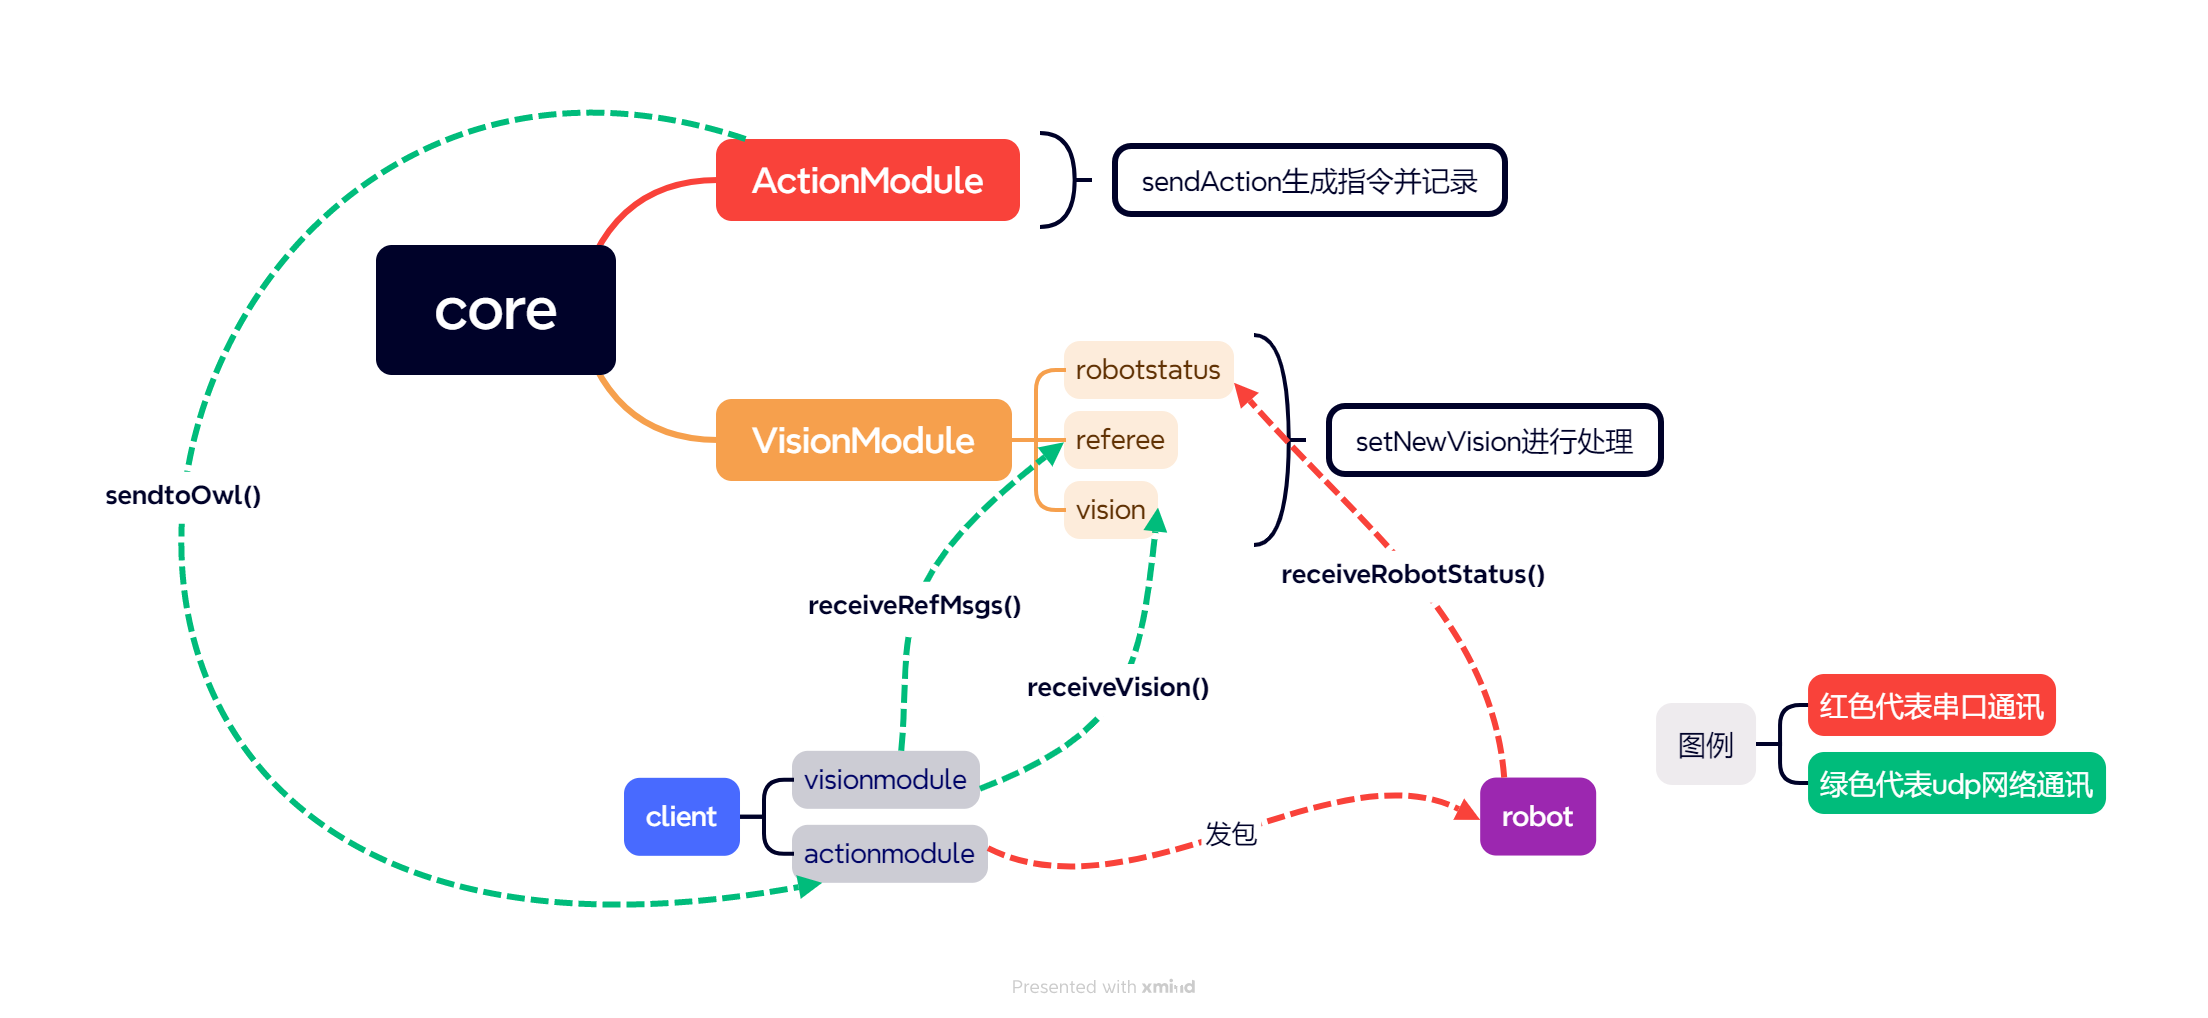 ActionModule
sendAction生成指令并记录
core
robotstatus
VisionModule
referee
setNewVision进行处理
vision
sendtoOwl()
receiveRobotStatus()
receiveRefMsgs()
receiveVision()
图例
红色代表串口通讯
绿色代表udp网络通讯
client
visionmodule
actionmodule
发包
robot
Presented with xmind